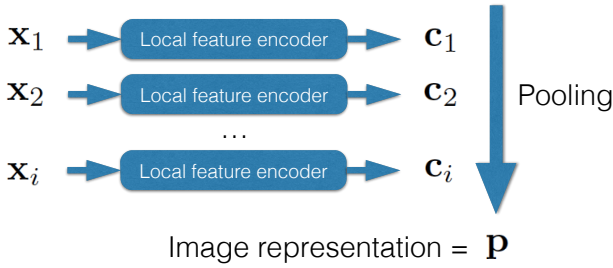 x₁ Local feature encoder c₁
x₂ Local feature encoder c₂
Pooling
...
xᵢ Local feature encoder cᵢ
Image representation = p